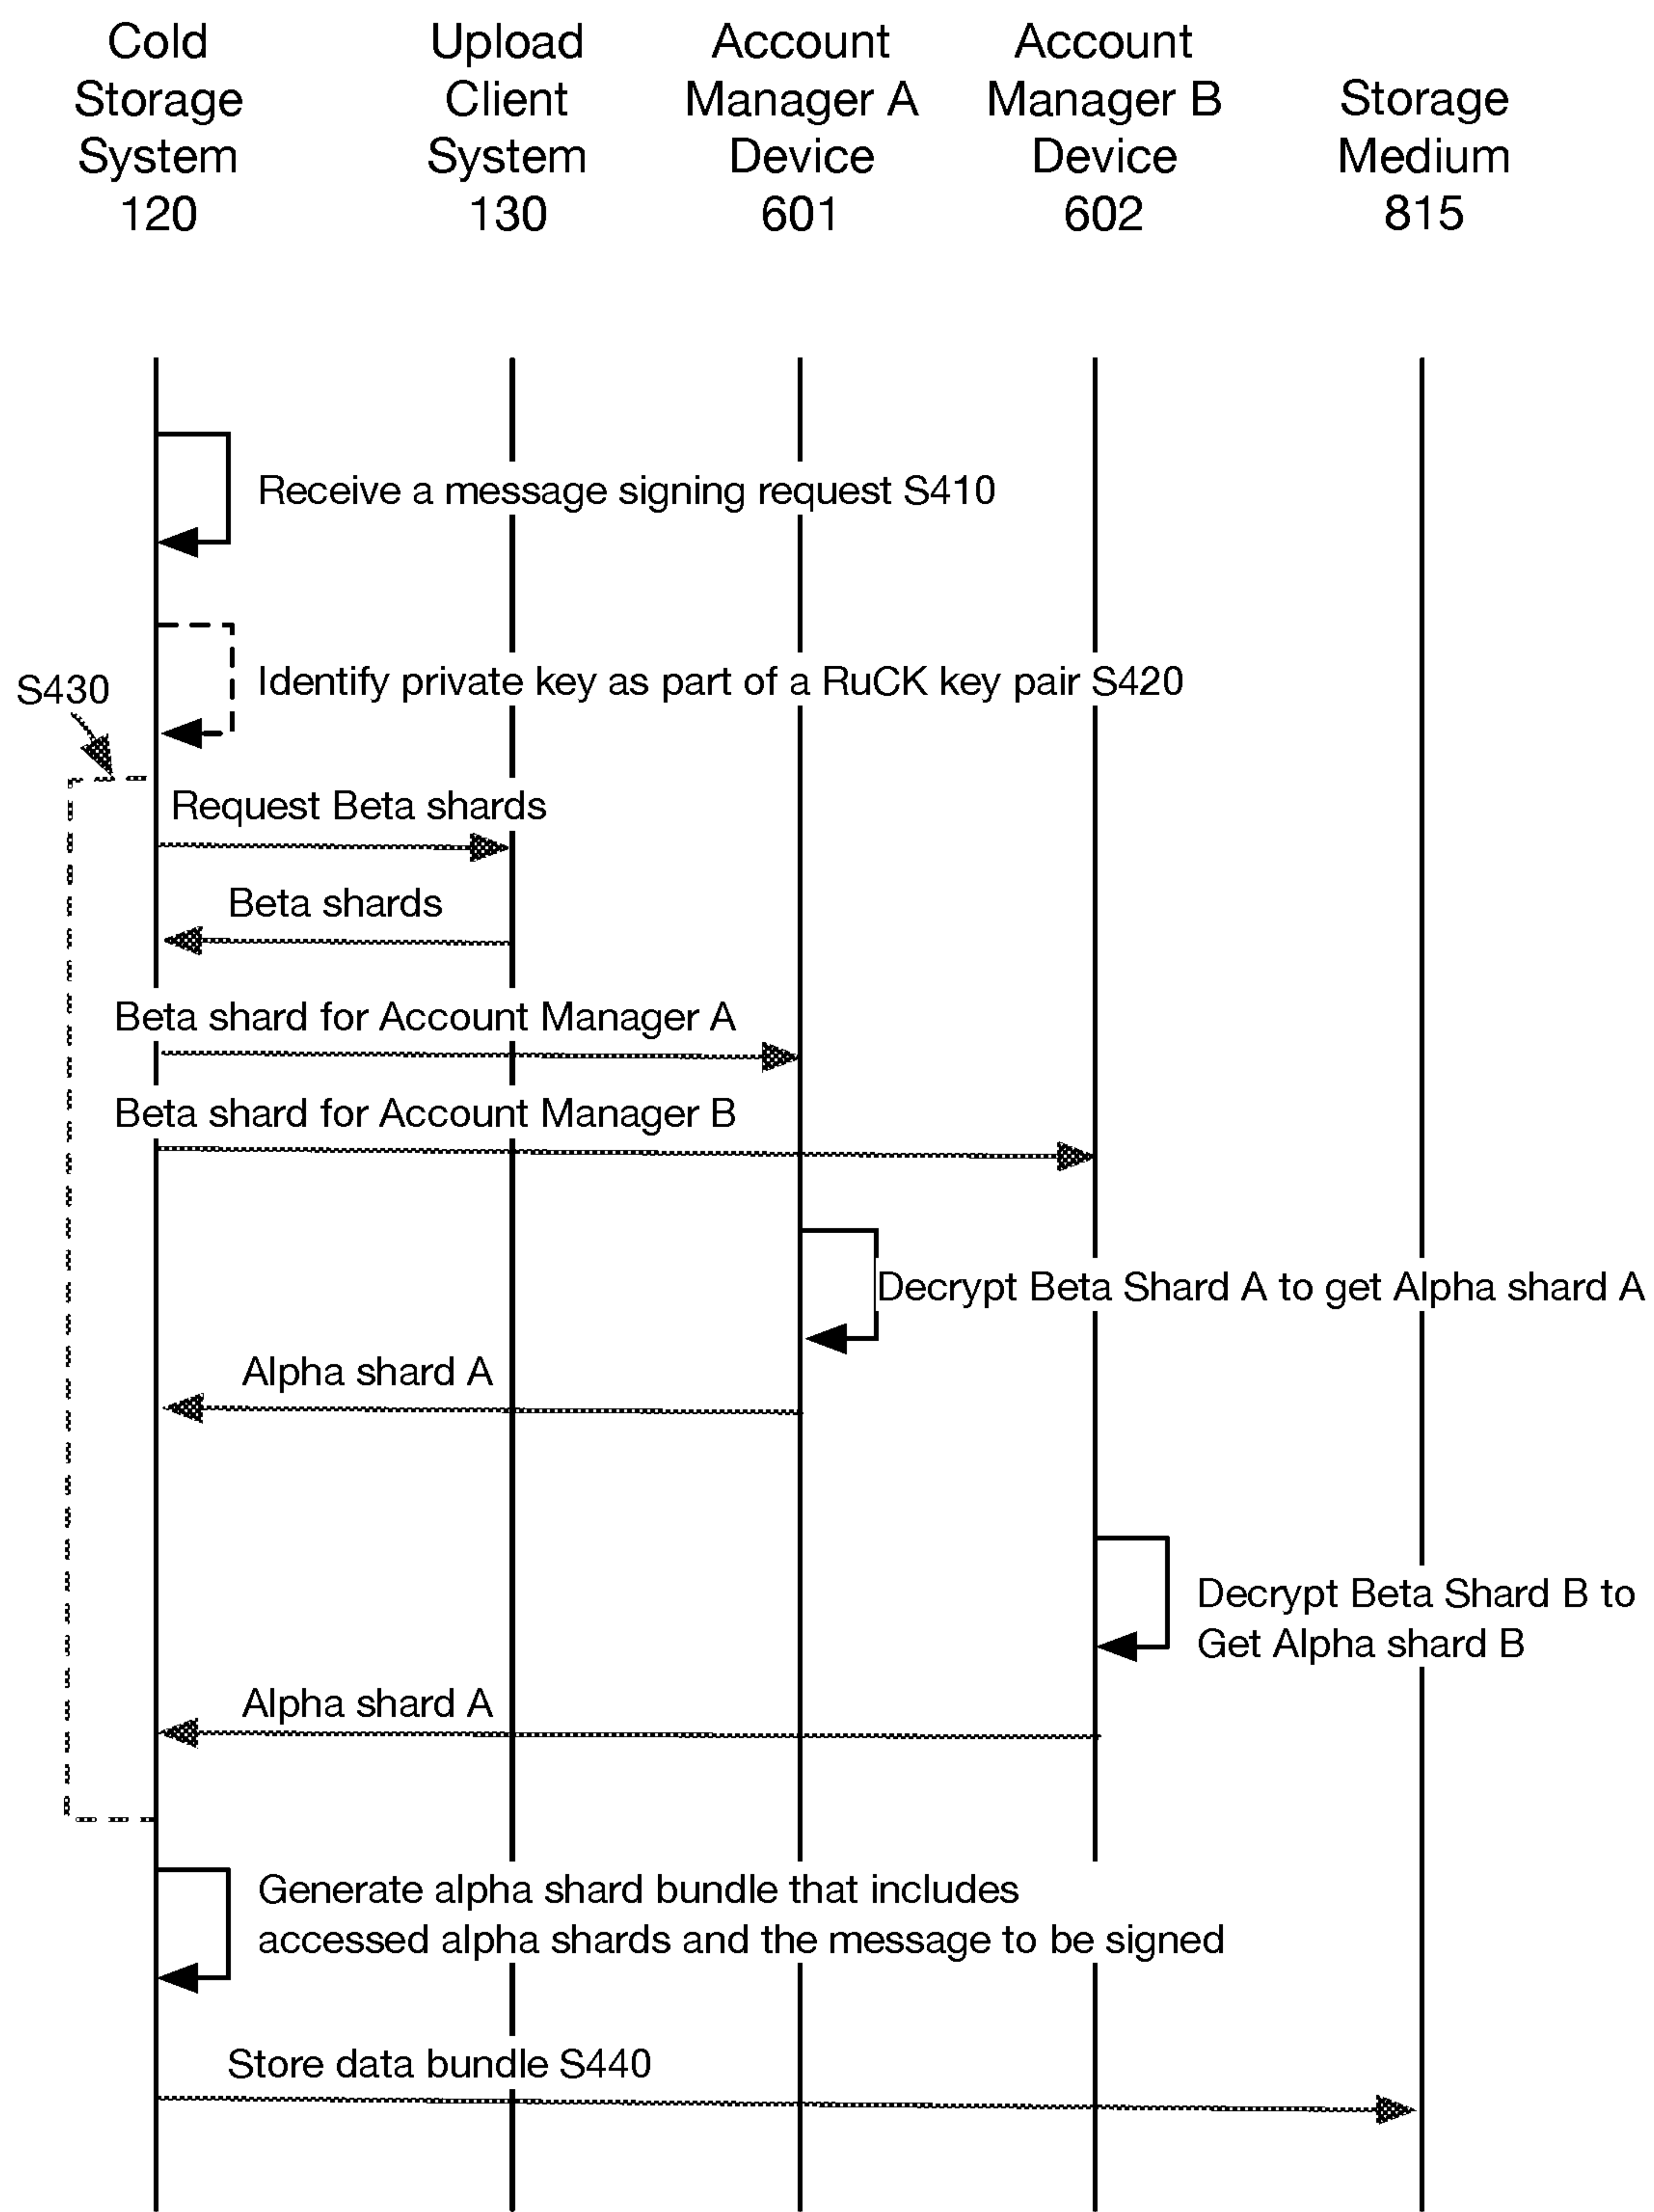 Cold
Storage
System
120
Upload
Client
System
130
Account
Manager A
Device
601
Account
Manager B
Device
602
Storage
Medium
815
Receive a message signing request S410
Identify private key as part of a RuCK key pair S420
S430
Request Beta shards
Beta shards
Beta shard for Account Manager A
Beta shard for Account Manager B
Decrypt Beta Shard A to get Alpha shard A
Alpha shard A
Decrypt Beta Shard B to
Get Alpha shard B
Alpha shard A
Generate alpha shard bundle that includes
accessed alpha shards and the message to be signed
Store data bundle S440